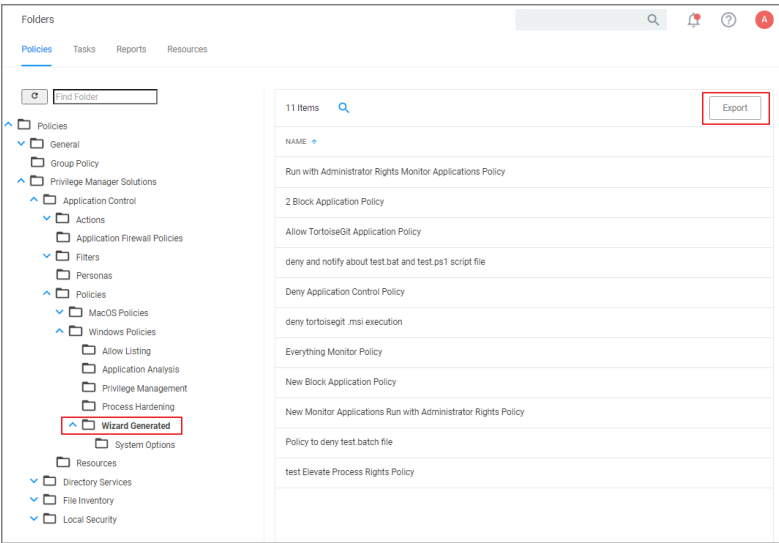 Folders
A
Policies Tasks Reports Resources
Find Folder
Policies
General
Group Policy
Privilege Manager Solutions
Application Control
Actions
Application Firewall Policies
Filters
Personas
Policies
MacOS Policies
Windows Policies
Allow Listing
Application Analysis
Privilege Management
Process Hardening
Wizard Generated
System Options
Resources
Directory Services
File Inventory
Local Security
11 Items
Export
NAME
Run with Administrator Rights Monitor Applications Policy
2 Block Application Policy
Allow TortoiseGit Application Policy
deny and notify about test.bat and test.ps1 script file
Deny Application Control Policy
deny tortoisegit .msi execution
Everything Monitor Policy
New Block Application Policy
New Monitor Applications Run with Administrator Rights Policy
Policy to deny test.batch file
test Elevate Process Rights Policy